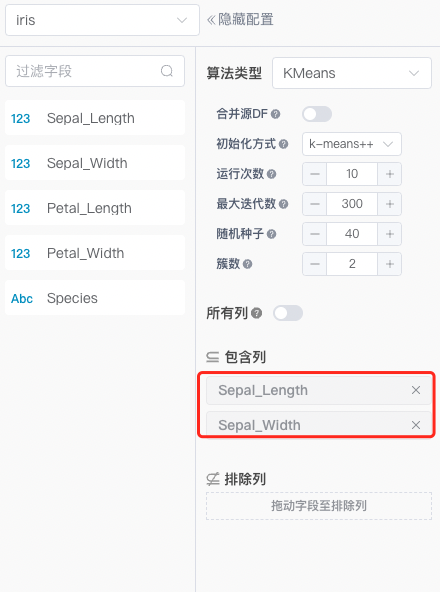 iris
«隐藏配置
过滤字段
123 Sepal_Length
123 Sepal_Width
123 Petal_Length
123 Petal_Width
Abc Species
算法类型 KMeans
合并源DF
初始化方式 k-means++
运行次数 10
最大迭代数 300
随机种子 40
簇数 2
所有列
包含列
Sepal_Length
Sepal_Width
排除列
拖动字段至排除列